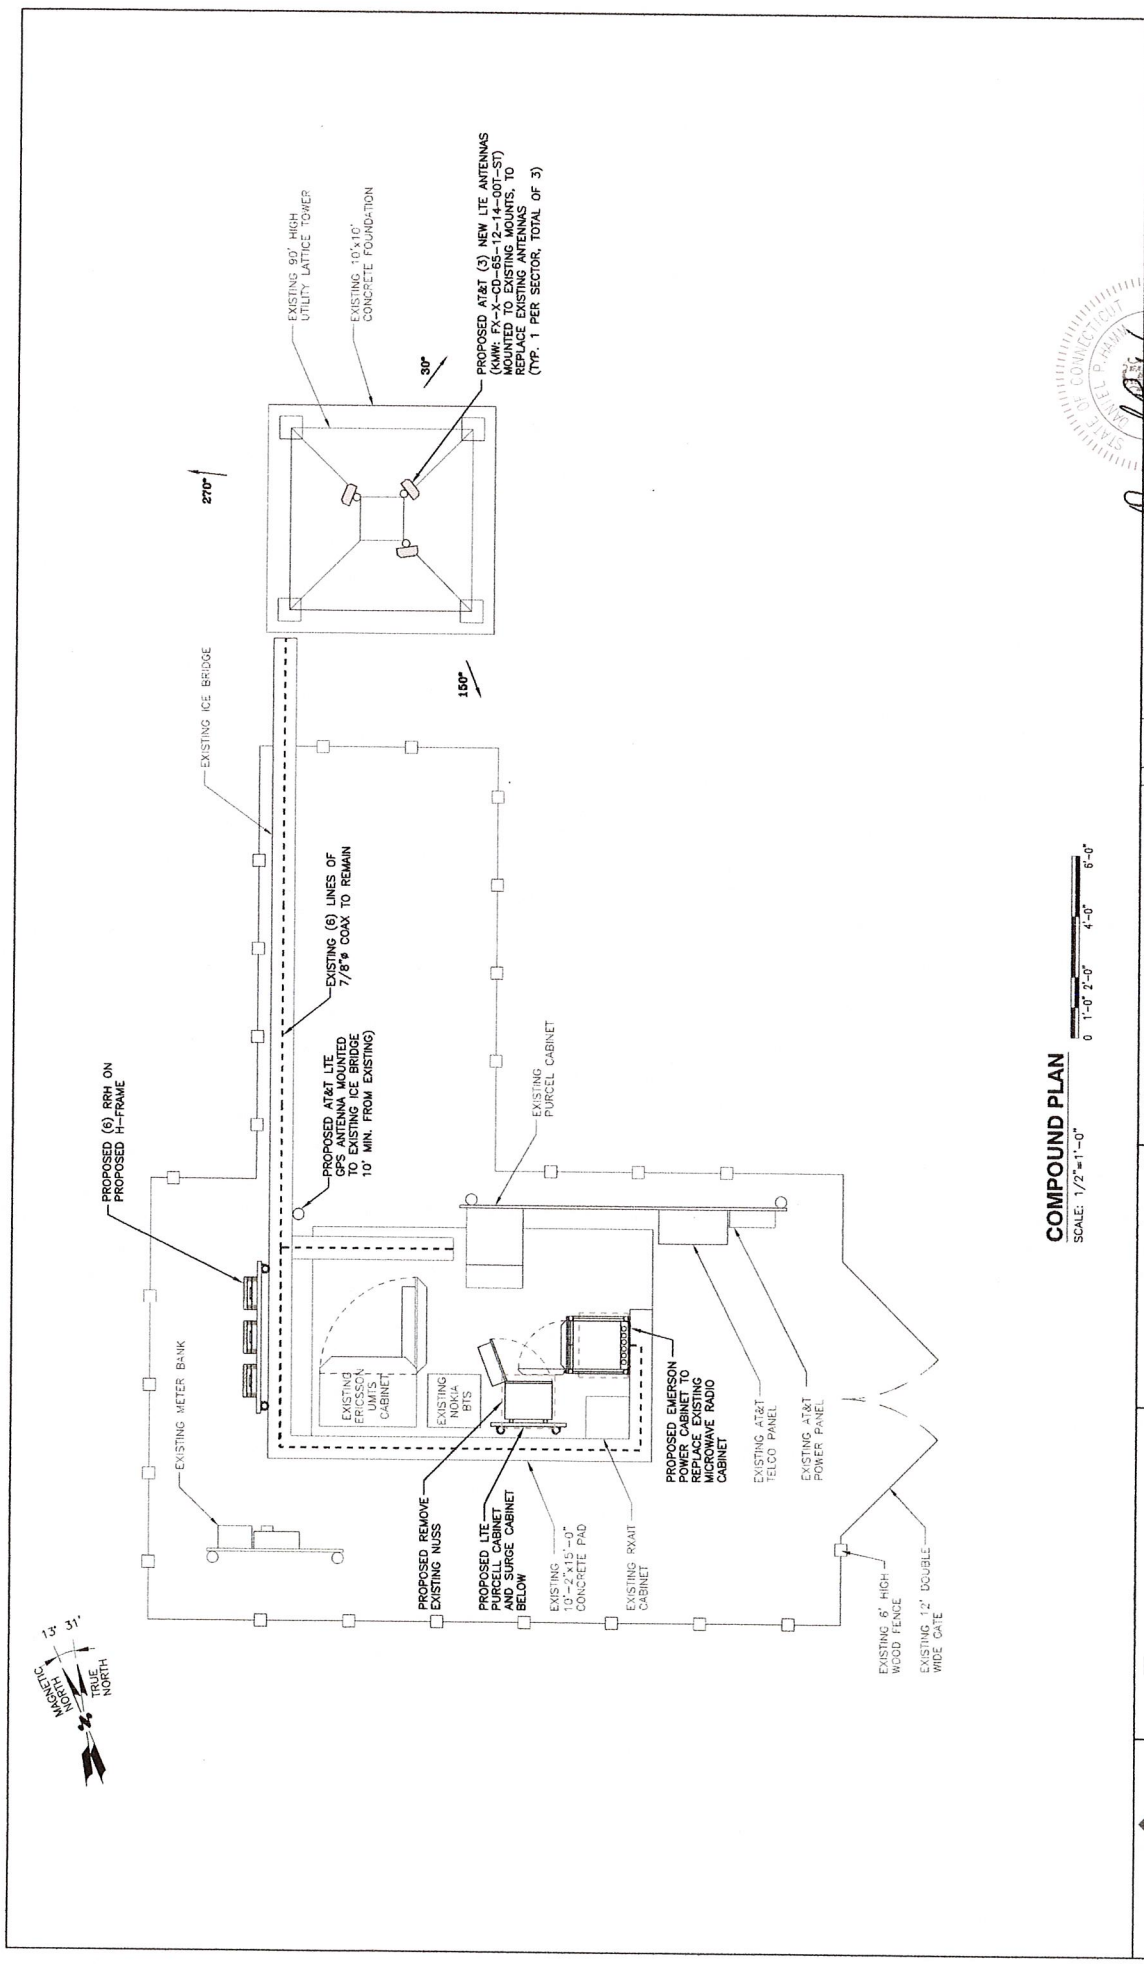 MAGNETIC
NORTH
TRUE
NORTH
13' 31'
PROPOSED (6) RRH ON
PROPOSED H-FRAME
EXISTING METER BANK
EXISTING ICE BRIDGE
270°
EXISTING 90' HIGH
UTILITY LATTICE TOWER
EXISTING 10'x10'
CONCRETE FOUNDATION
30°
PROPOSED AT&T (3) NEW LTE ANTENNAS
(KMW: FX-X-CD-65-12-14-00T-ST)
MOUNTED TO EXISTING MOUNTS, TO
REPLACE EXISTING ANTENNAS
(TYP. 1 PER SECTOR, TOTAL OF 3)
150°
EXISTING (6) LINES OF
7/8"ø COAX TO REMAIN
PROPOSED AT&T LTE
GPS ANTENNA MOUNTED
TO EXISTING ICE BRIDGE
10' MIN. FROM EXISTING)
EXISTING
PURCEL CABINET
EXISTING
ERICSSON
UMTS
CABINET
EXISTING
NOKIA
BTS
PROPOSED REMOVE
EXISTING NUSS
PROPOSED LTE
PURCELL CABINET
AND SURGE CABINET
BELOW
EXISTING
10'-2"x15'-0"
CONCRETE PAD
EXISTING RXAIT
CABINET
PROPOSED EMERSON
POWER CABINET TO
REPLACE EXISTING
MICROWAVE RADIO
CABINET
EXISTING AT&T
TELCO PANEL
EXISTING AT&T
POWER PANEL
EXISTING 6' HIGH
WOOD FENCE
EXISTING 12' DOUBLE
WIDE GATE
COMPOUND PLAN
SCALE: 1/2"=1'-0"
0 1'-0" 2'-0" 4'-0" 6'-0"
STATE OF CONNECTICUT
DANIEL P. HAMM